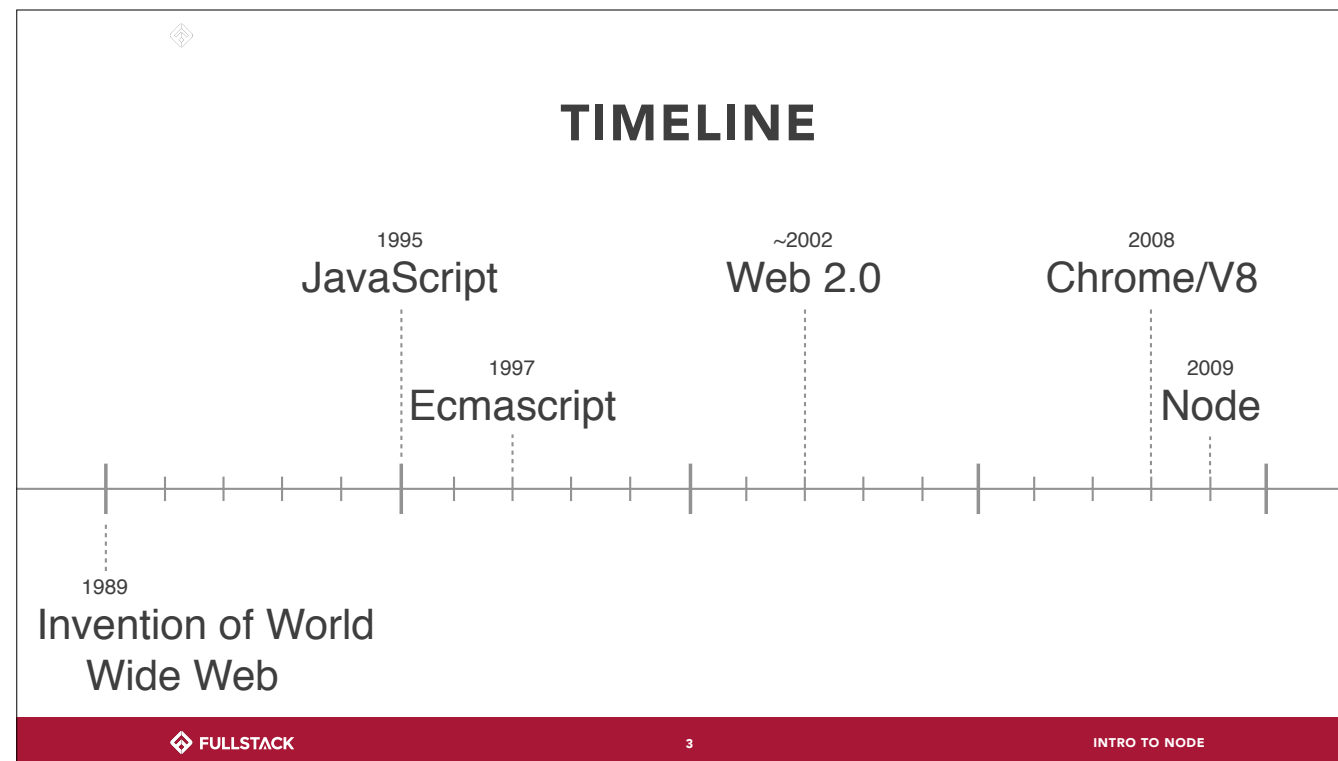 TIMELINE
1995
JavaScript
~2002
Web 2.0
2008
Chrome/V8
1997
Ecmascript
2009
Node
1989
Invention of World
Wide Web
FULLSTACK
3
INTRO TO NODE